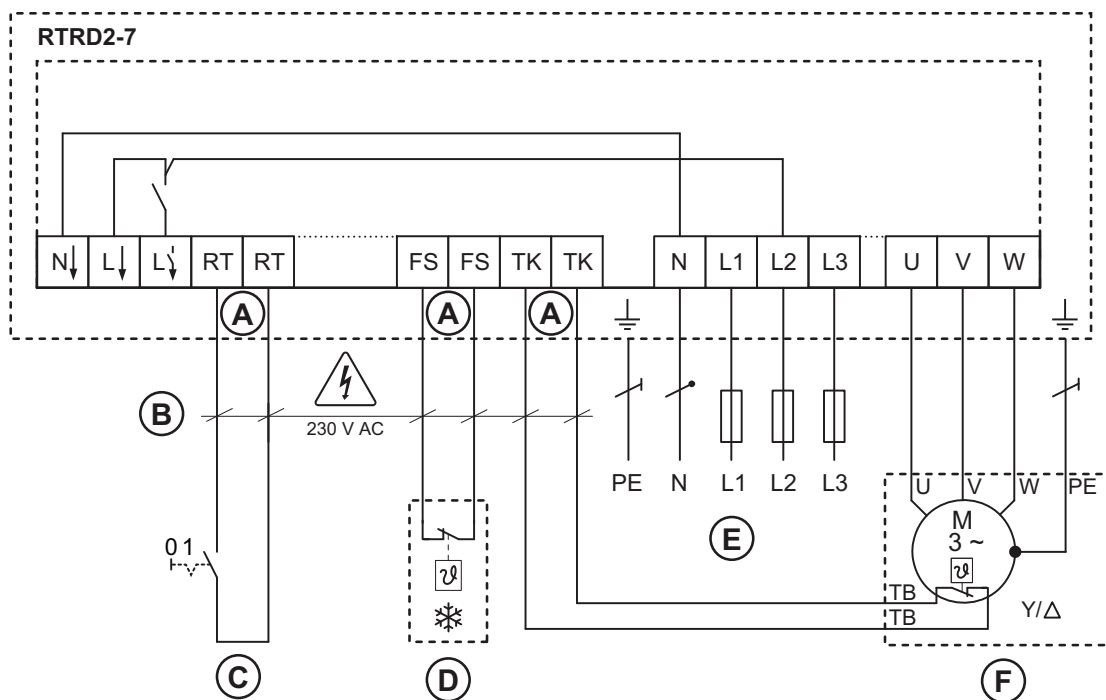 RTRD2-7
N L L RT RT FS FS TK TK N L1 L2 L3 U V W
A A A
B
230 V AC
PE N L1 L2 L3
U V W PE
M
3 ~
0 1
E
ϑ ϑ
TB
TB
Y/△
C D F